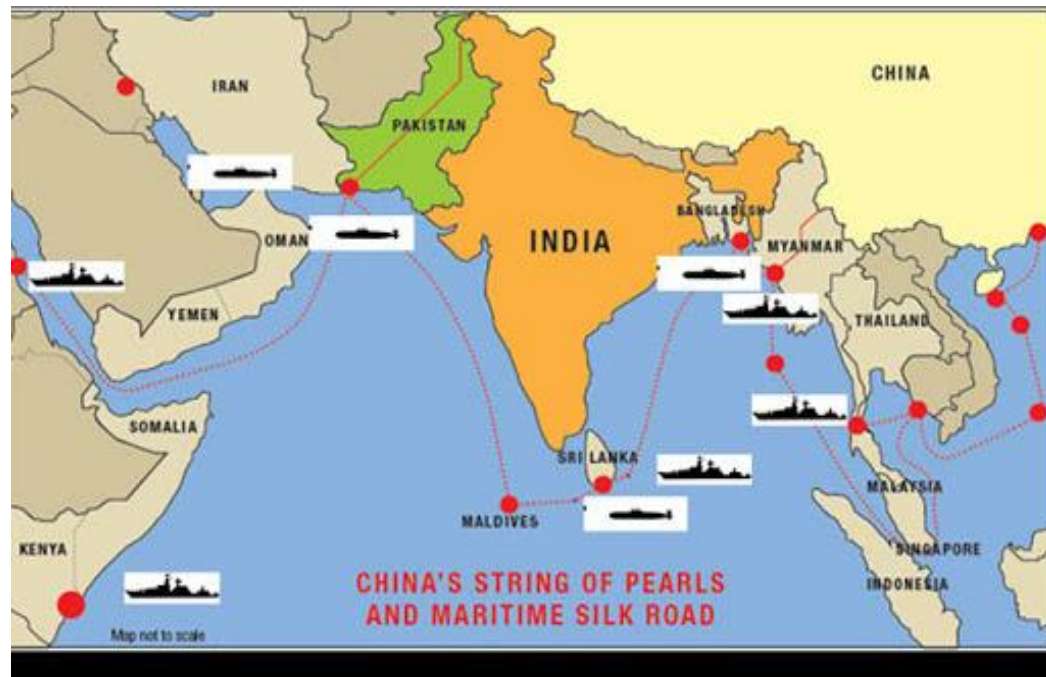 CHINA
IRAN
PAKISTAN
BANGLADESH
OMAN
INDIA
MYANMAR
YEMEN
THAILAND
SOMALIA
SRI LANKA
MALAYSIA
MALDIVES
KENYA
SINGAPORE
INDONESIA
CHINA'S STRING OF PEARLS
AND MARITIME SILK ROAD
Map not to scale